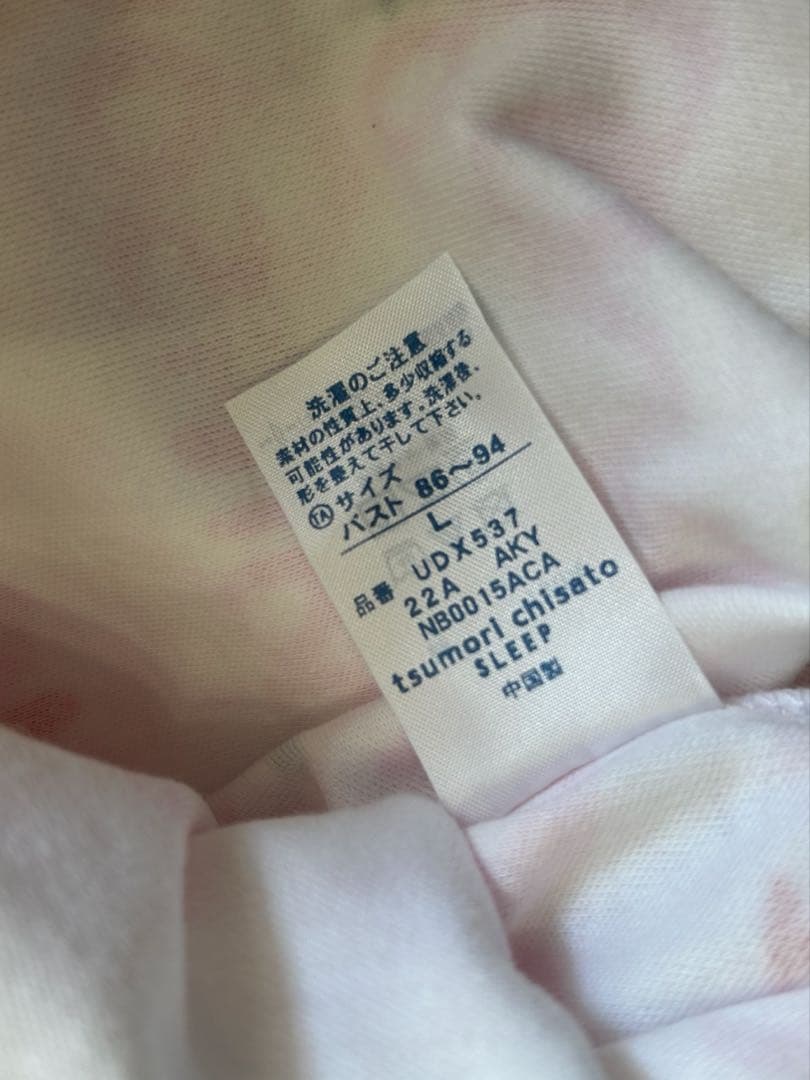 洗濯のご注意
素材の性質上、多少収縮する
可能性があります。洗濯後、
形を整えて干して下さい。
TA サイズ
バスト 86〜94
L
品番 UDX537
22A AKY
NB0015ACA
tsumori chisato
SLEEP
中国製